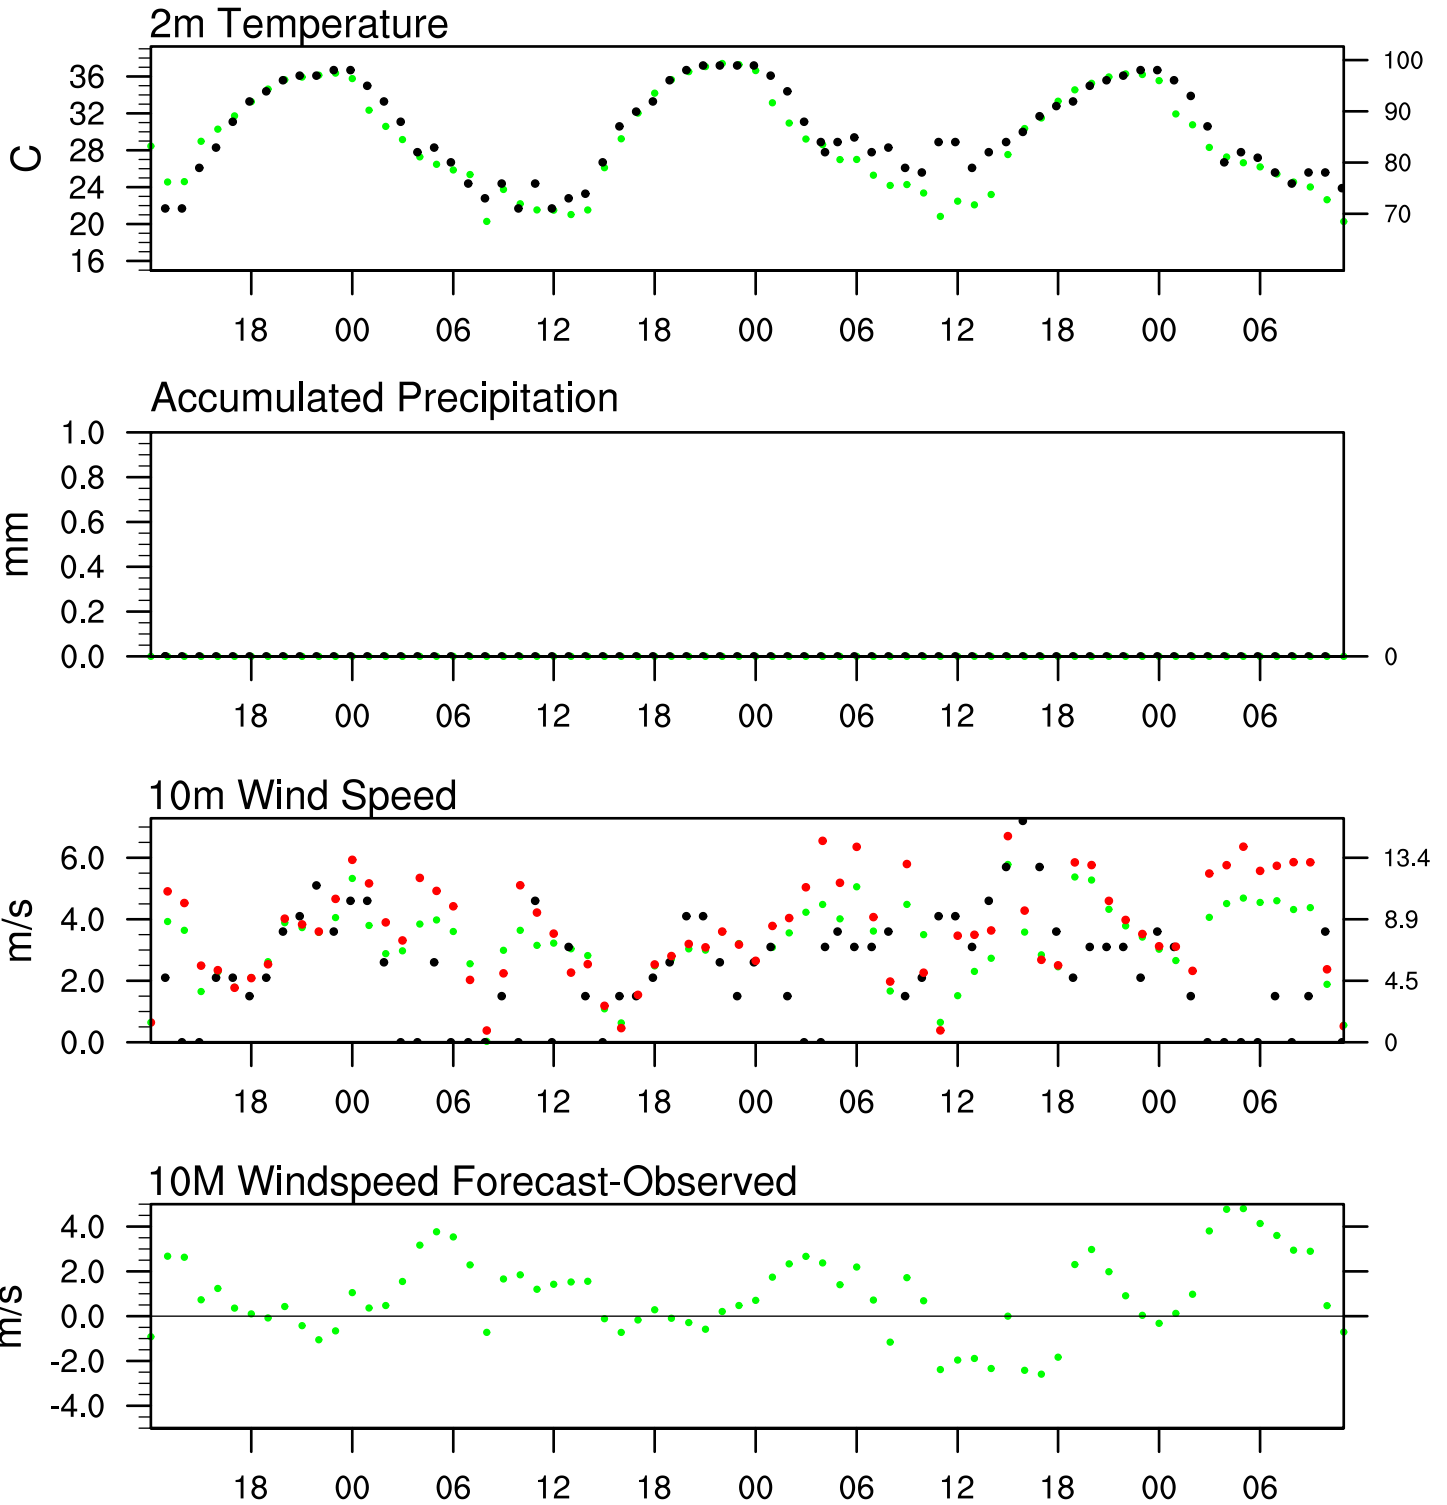 2m Temperature
C
36
32
28
24
20
16
100
90
80
70
18 00 06 12 18 00 06 12 18 00 06
Accumulated Precipitation
mm
1.0
0.8
0.6
0.4
0.2
0.0
0
18 00 06 12 18 00 06 12 18 00 06
10m Wind Speed
m/s
6.0
4.0
2.0
0.0
13.4
8.9
4.5
0
18 00 06 12 18 00 06 12 18 00 06
10M Windspeed Forecast-Observed
m/s
4.0
2.0
0.0
-2.0
-4.0
18 00 06 12 18 00 06 12 18 00 06